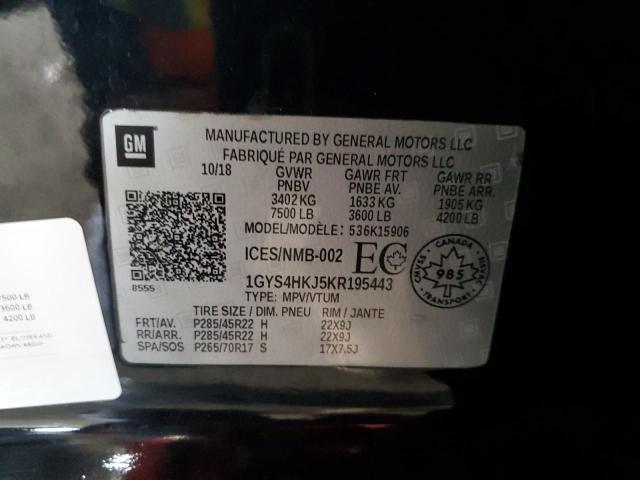 GM
MANUFACTURED BY GENERAL MOTORS LLC
FABRIQUÉ PAR GENERAL MOTORS LLC
10/18 GVWR GAWR FRT GAWR RR
PNBV PNBE AV. PNBE ARR.
3402 KG 1633 KG 1905 KG
7500 LB 3600 LB 4200 LB
MODEL/MODÈLE: 536K15906
ICES/NMB-002 EC
CANADA
CMVSS 985 NSVAC
8555
1GYS4HKJ5KR195443
TYPE: MPV/VTUM
TIRE SIZE / DIM. PNEU RIM / JANTE
FRT/AV. P285/45R22 H 22X9J
RR/ARR. P285/45R22 H 22X9J
SPA/SOS P265/70R17 S 17X7.5J
7500 LB
3600 LB
4200 LB